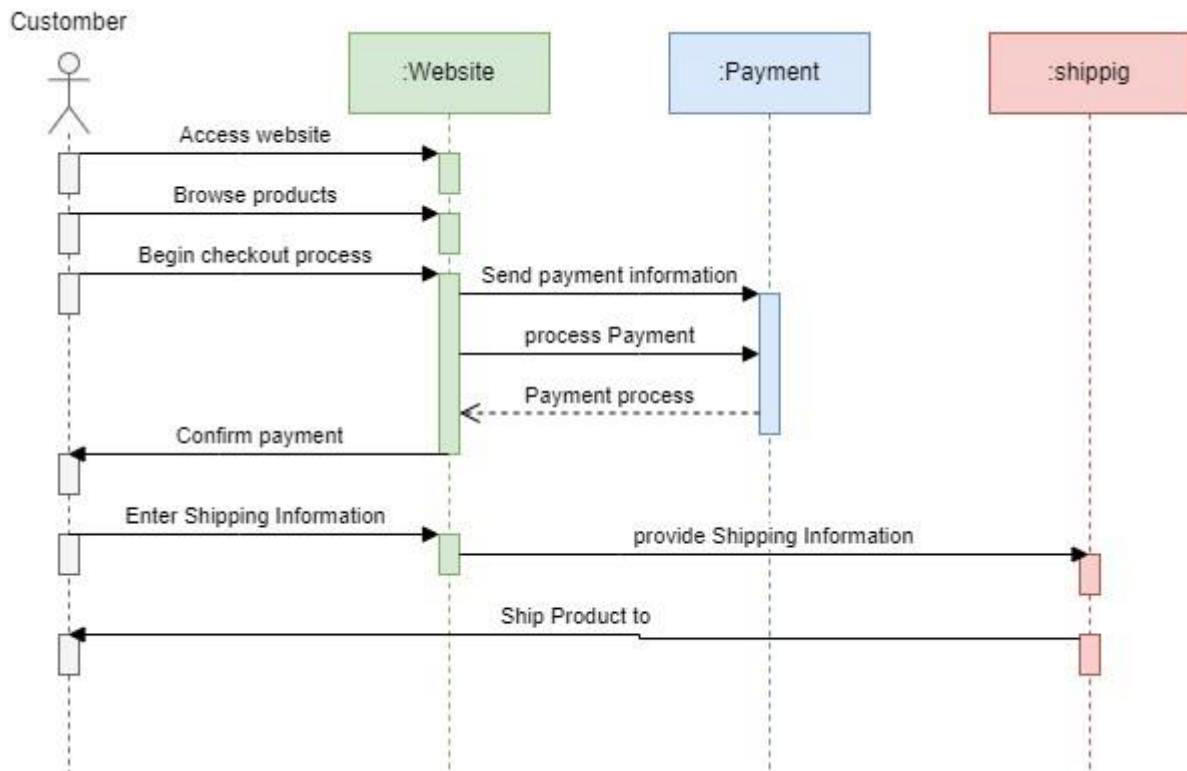 Customber
:Website
:Payment
:shippig
Access website
Browse products
Begin checkout process
Send payment information
process Payment
Payment process
Confirm payment
Enter Shipping Information
provide Shipping Information
Ship Product to